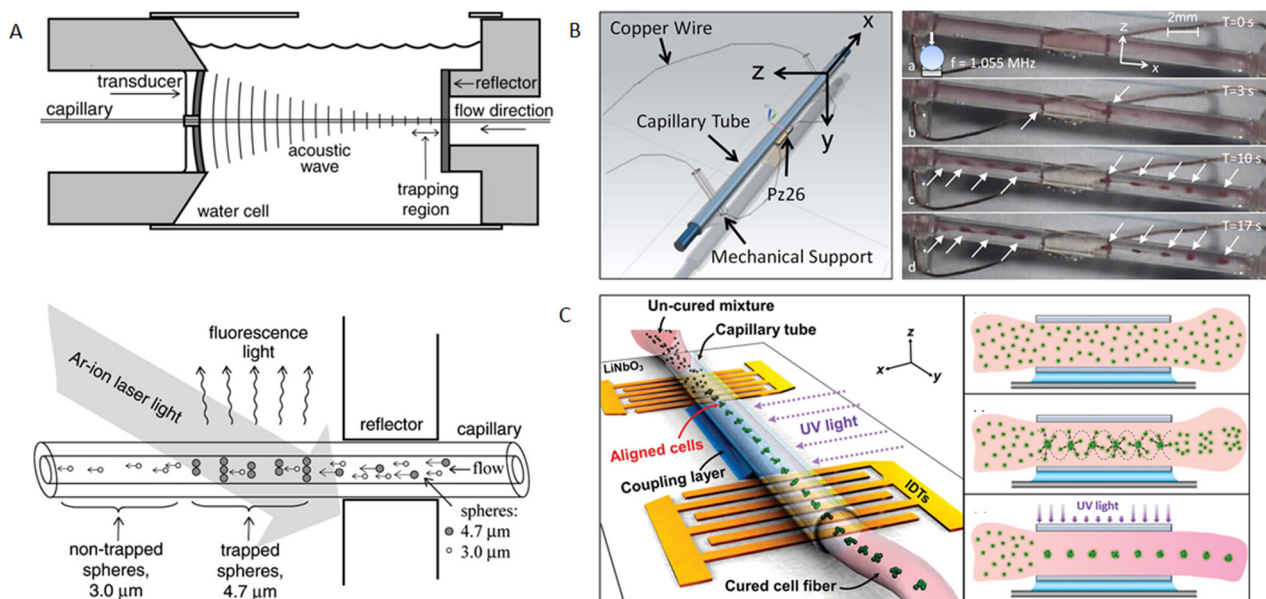 A
transducer
capillary
reflector
flow direction
acoustic
wave
trapping
region
water cell
Ar-ion laser light
fluorescence
light
reflector
capillary
flow
spheres:
4.7 μm
3.0 μm
non-trapped
spheres,
3.0 μm
trapped
spheres,
4.7 μm
B
Copper Wire
x
z
y
Capillary Tube
Pz26
Mechanical Support
T=0 s
2mm
z
x
a
f = 1.055 MHz
T=3 s
b
T=10 s
c
T=17 s
d
C
Un-cured mixture
Capillary tube
LiNbO3
z
x
y
UV light
Aligned cells
Coupling layer
IDTs
Cured cell fiber
UV light